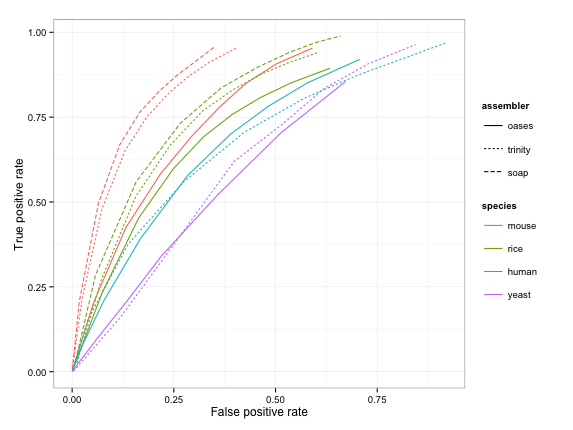 1.00
0.75
0.50
0.25
0.00
True positive rate
0.00 0.25 0.50 0.75
False positive rate
assembler
oases
trinity
soap
species
mouse
rice
human
yeast